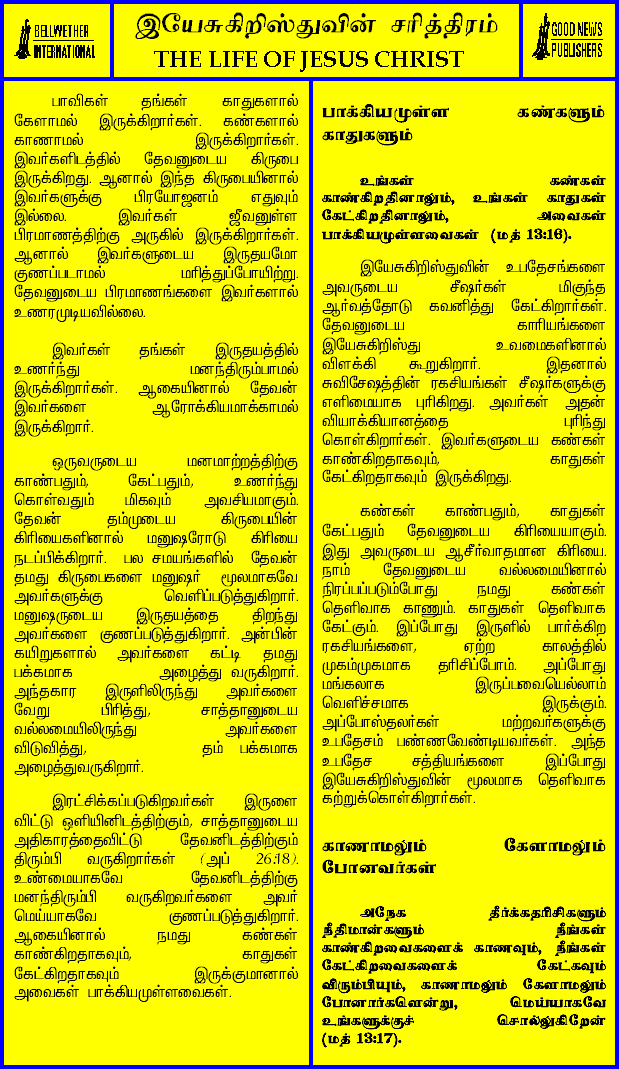 BELLWETHER
INTERNATIONAL
இயேசுகிறிஸ்துவின் சரித்திரம்
THE LIFE OF JESUS CHRIST
GOOD NEWS
PUBLISHERS
பாவிகள் தங்கள் காதுகளால்
கேளாமல் இருக்கிறார்கள். கண்களால்
காணாமல் இருக்கிறார்கள்.
இவர்களிடத்தில் தேவனுடைய கிருபை
இருக்கிறது. ஆனால் இந்த கிருபையினால்
இவர்களுக்கு பிரயோஜனம் எதுவும்
இல்லை. இவர்கள் ஜீவனுள்ள
பிரமாணத்திற்கு அருகில் இருக்கிறார்கள்.
ஆனால் இவர்களுடைய இருதயமோ
குணப்படாமல் மரித்துப்போயிற்று.
தேவனுடைய பிரமாணங்களை இவர்களால்
உணரமுடியவில்லை.
இவர்கள் தங்கள் இருதயத்தில்
உணர்ந்து மனந்திரும்பாமல்
இருக்கிறார்கள். ஆகையினால் தேவன்
இவர்களை ஆரோக்கியமாக்காமல்
இருக்கிறார்.
ஒருவருடைய மனமாற்றத்திற்கு
காண்பதும், கேட்பதும், உணர்ந்து
கொள்வதும் மிகவும் அவசியமாகும்.
தேவன் தம்முடைய கிருபையின்
கிரியைகளினால் மனுஷரோடு கிரியை
நடப்பிக்கிறார். பல சமயங்களில் தேவன்
தமது கிருபைகளை மனுஷர் மூலமாகவே
அவர்களுக்கு வெளிப்படுத்துகிறார்.
மனுஷருடைய இருதயத்தை திறந்து
அவர்களை குணப்படுத்துகிறார். அன்பின்
கயிறுகளால் அவர்களை கட்டி தமது
பக்கமாக அழைத்து வருகிறார்.
அந்தகார இருளிலிருந்து அவர்களை
வேறு பிரித்து, சாத்தானுடைய
வல்லமையிலிருந்து அவர்களை
விடுவித்து, தம் பக்கமாக
அழைத்துவருகிறார்.
இரட்சிக்கப்படுகிறவர்கள் இருளை
விட்டு ஒளியினிடத்திற்கும், சாத்தானுடைய
அதிகாரத்தைவிட்டு தேவனிடத்திற்கும்
திரும்பி வருகிறார்கள் (அப் 26:18).
உண்மையாகவே தேவனிடத்திற்கு
மனந்திரும்பி வருகிறவர்களை அவர்
மெய்யாகவே குணப்படுத்துகிறார்.
ஆகையினால் நமது கண்கள்
காண்கிறதாகவும், காதுகள்
கேட்கிறதாகவும் இருக்குமானால்
அவைகள் பாக்கியமுள்ளவைகள்.
பாக்கியமுள்ள கண்களும்
காதுகளும்
உங்கள் கண்கள்
காண்கிறதினாலும், உங்கள் காதுகள்
கேட்கிறதினாலும், அவைகள்
பாக்கியமுள்ளவைகள் (மத் 13:16).
இயேசுகிறிஸ்துவின் உபதேசங்களை
அவருடைய சீஷர்கள் மிகுந்த
ஆர்வத்தோடு கவனித்து கேட்கிறார்கள்.
தேவனுடைய காரியங்களை
இயேசுகிறிஸ்து உவமைகளினால்
விளக்கி கூறுகிறார். இதனால்
சுவிசேஷத்தின் ரகசியங்கள் சீஷர்களுக்கு
எளிமையாக புரிகிறது. அவர்கள் அதன்
வியாக்கியானத்தை புரிந்து
கொள்கிறார்கள். இவர்களுடைய கண்கள்
காண்கிறதாகவும், காதுகள்
கேட்கிறதாகவும் இருக்கிறது.
கண்கள் காண்பதும், காதுகள்
கேட்பதும் தேவனுடைய கிரியையாகும்.
இது அவருடைய ஆசீர்வாதமான கிரியை.
நாம் தேவனுடைய வல்லமையினால்
நிரப்பப்படும்போது நமது கண்கள்
தெளிவாக காணும். காதுகள் தெளிவாக
கேட்கும். இப்போது இருளில் பார்க்கிற
ரகசியங்களை, ஏற்ற காலத்தில்
முகம்முகமாக தரிசிப்போம். அப்போது
மங்கலாக இருப்பவையெல்லாம்
வெளிச்சமாக இருக்கும்.
அப்போஸ்தலர்கள் மற்றவர்களுக்கு
உபதேசம் பண்ணவேண்டியவர்கள். அந்த
உபதேச சத்தியங்களை இப்போது
இயேசுகிறிஸ்துவின் மூலமாக தெளிவாக
கற்றுக்கொள்கிறார்கள்.
காணாமலும் கேளாமலும்
போனவர்கள்
அநேக தீர்க்கதரிசிகளும்
நீதிமான்களும் நீங்கள்
காண்கிறவைகளைக் காணவும், நீங்கள்
கேட்கிறவைகளைக் கேட்கவும்
விரும்பியும், காணாமலும் கேளாமலும்
போனார்களென்று, மெய்யாகவே
உங்களுக்குச் சொல்லுகிறேன்
(மத் 13:17).